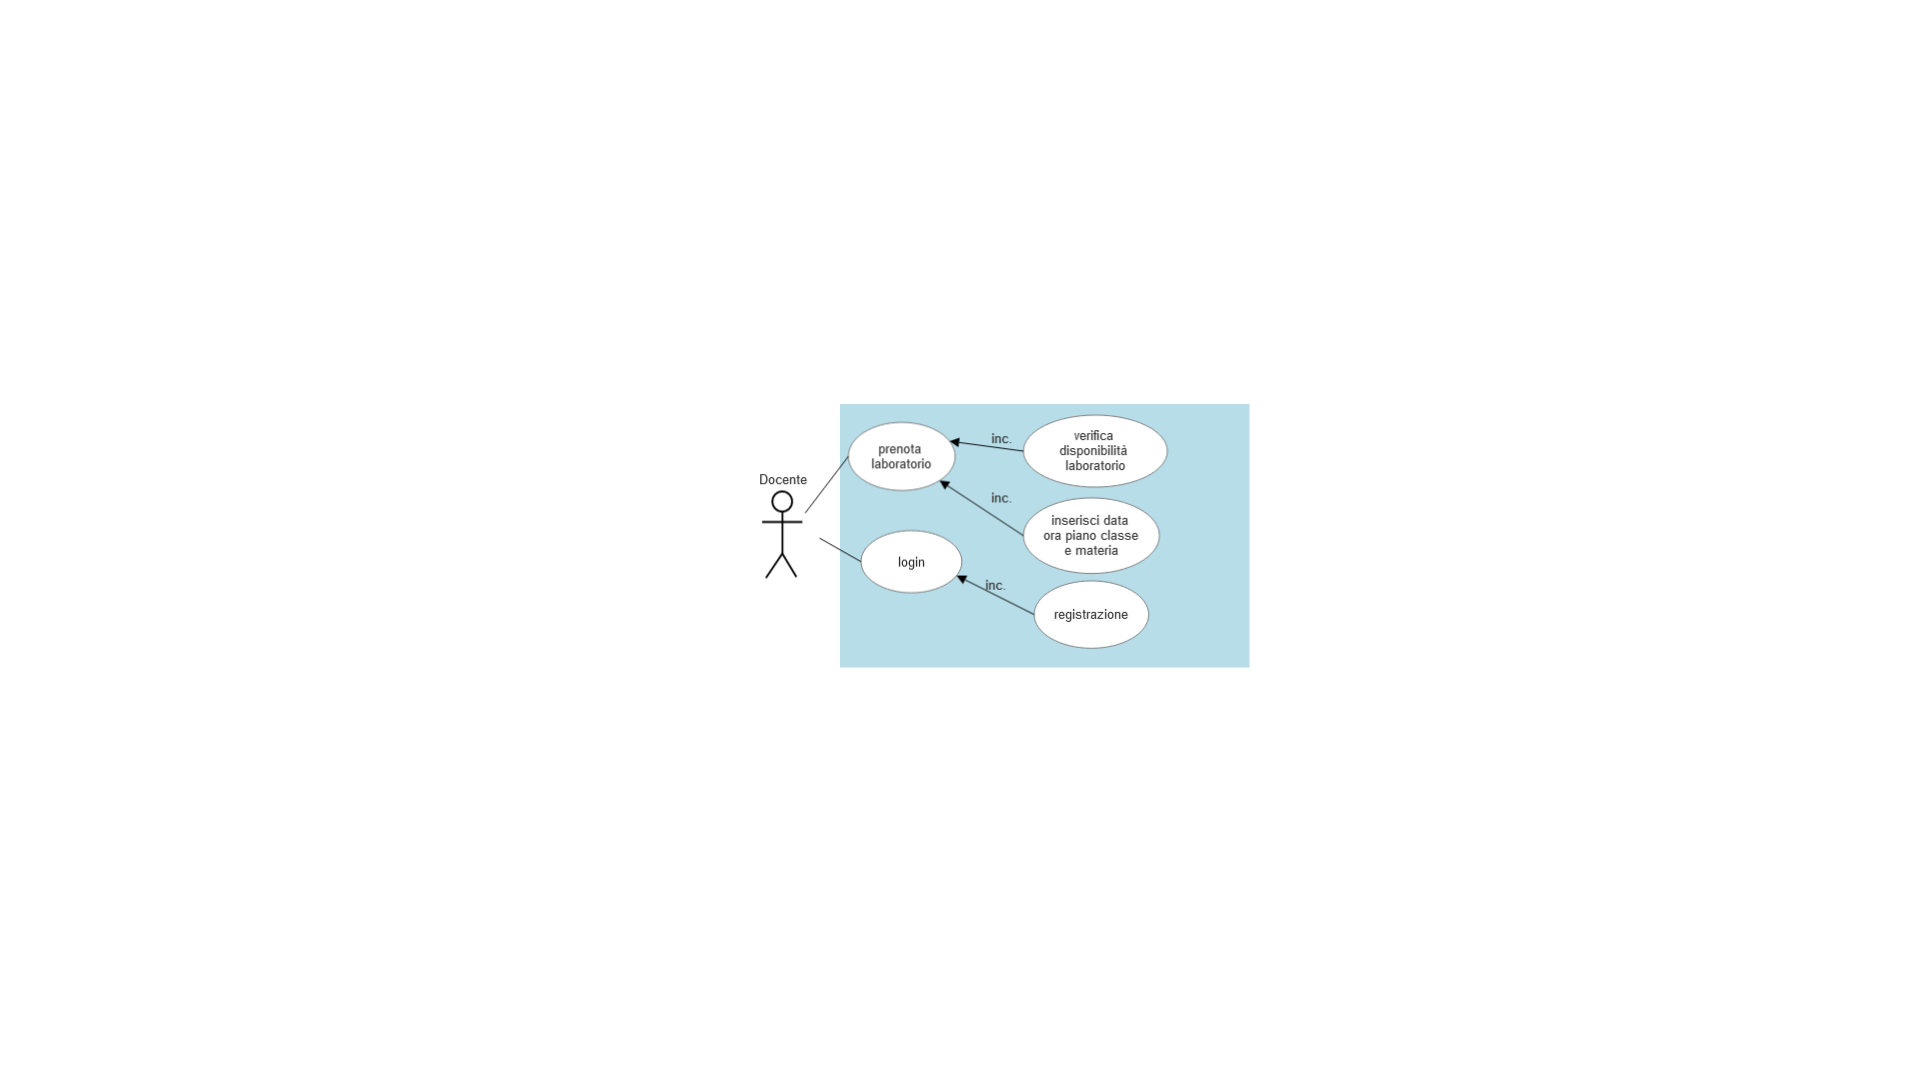 Docente
prenota
laboratorio
inc.
verifica
disponibilità
laboratorio
inc.
inserisci data
ora piano classe
e materia
login
inc.
registrazione